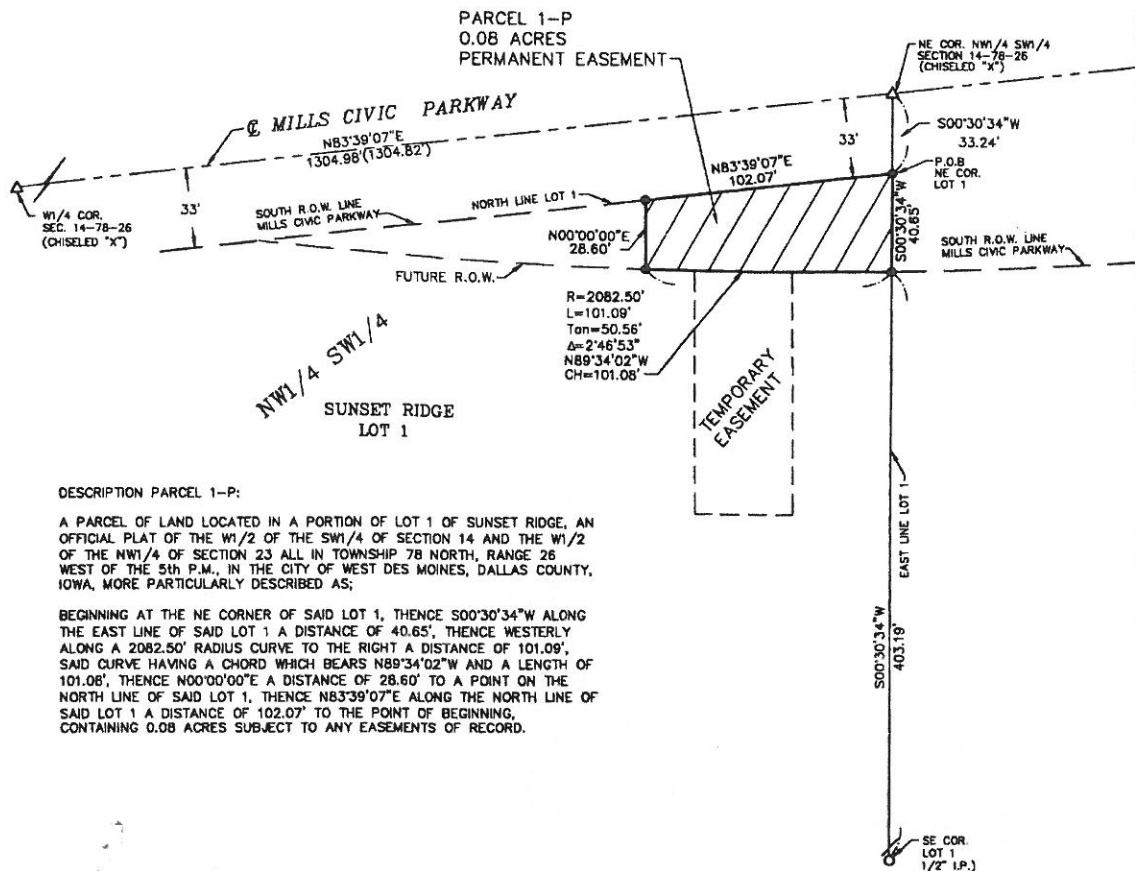 PARCEL 1-P
0.08 ACRES
PERMANENT EASEMENT
NE COR. NW1/4 SW1/4
SECTION 14-78-26
(CHISELED "X")
℄ MILLS CIVIC PARKWAY
N83°39'07"E
1304.98'(1304.82')
33'
33'
S00°30'34"W
33.24'
W1/4 COR.
SEC. 14-78-26
(CHISELED "X")
SOUTH R.O.W. LINE
MILLS CIVIC PARKWAY
NORTH LINE LOT 1
N83°39'07"E
102.07'
P.O.B
NE COR.
LOT 1
N00°00'00"E
28.60'
S00°30'34"W
40.65'
SOUTH R.O.W. LINE
MILLS CIVIC PARKWAY
FUTURE R.O.W.
R=2082.50'
L=101.09'
Tan=50.56'
Δ=2°46'53"
N89°34'02"W
CH=101.08'
NW1/4 SW1/4
SUNSET RIDGE
LOT 1
TEMPORARY
EASEMENT
EAST LINE LOT 1
S00°30'34"W
403.19'
DESCRIPTION PARCEL 1-P:
A PARCEL OF LAND LOCATED IN A PORTION OF LOT 1 OF SUNSET RIDGE, AN
OFFICIAL PLAT OF THE W1/2 OF THE SW1/4 OF SECTION 14 AND THE W1/2
OF THE NW1/4 OF SECTION 23 ALL IN TOWNSHIP 78 NORTH, RANGE 26
WEST OF THE 5th P.M., IN THE CITY OF WEST DES MOINES, DALLAS COUNTY,
IOWA, MORE PARTICULARLY DESCRIBED AS;
BEGINNING AT THE NE CORNER OF SAID LOT 1, THENCE S00°30'34"W ALONG
THE EAST LINE OF SAID LOT 1 A DISTANCE OF 40.65', THENCE WESTERLY
ALONG A 2082.50' RADIUS CURVE TO THE RIGHT A DISTANCE OF 101.09',
SAID CURVE HAVING A CHORD WHICH BEARS N89°34'02"W AND A LENGTH OF
101.08', THENCE N00°00'00"E A DISTANCE OF 28.60' TO A POINT ON THE
NORTH LINE OF SAID LOT 1, THENCE N83°39'07"E ALONG THE NORTH LINE OF
SAID LOT 1 A DISTANCE OF 102.07' TO THE POINT OF BEGINNING,
CONTAINING 0.08 ACRES SUBJECT TO ANY EASEMENTS OF RECORD.
SE COR.
LOT 1
1/2" I.P.)